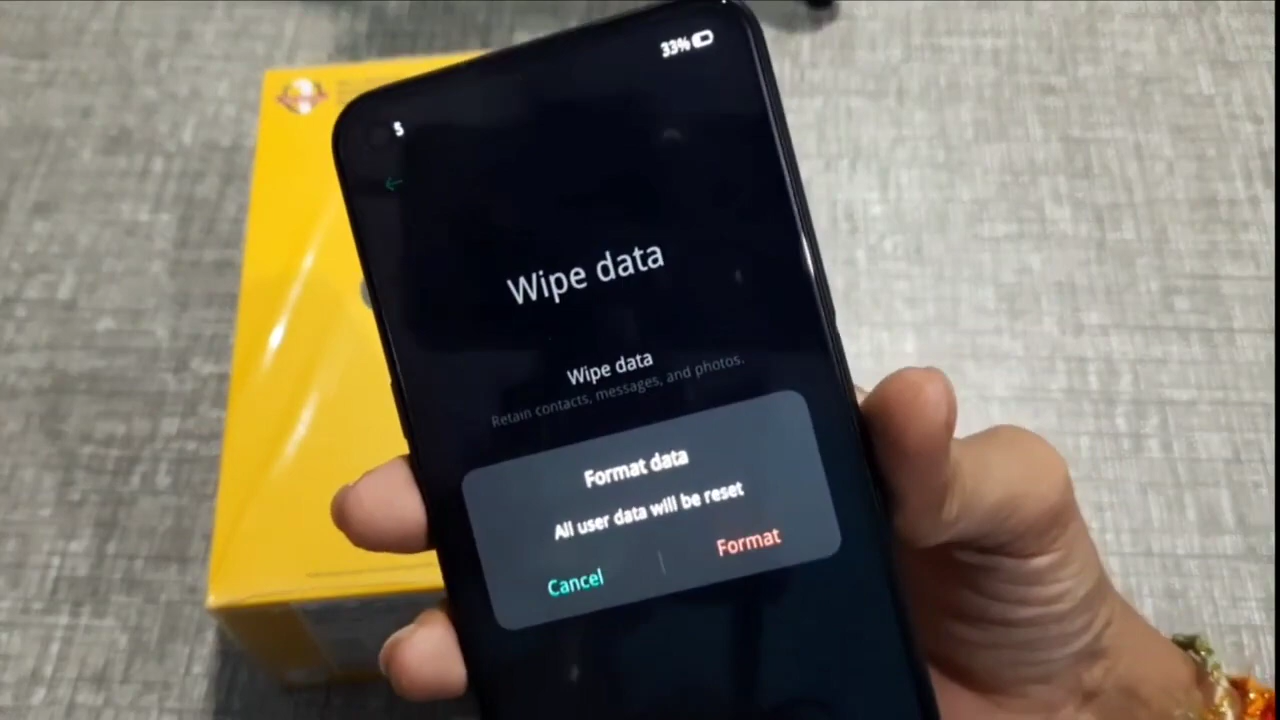 33%
5
Wipe data
Wipe data
Retain contacts, messages, and photos.
Format data
All user data will be reset
Cancel
Format